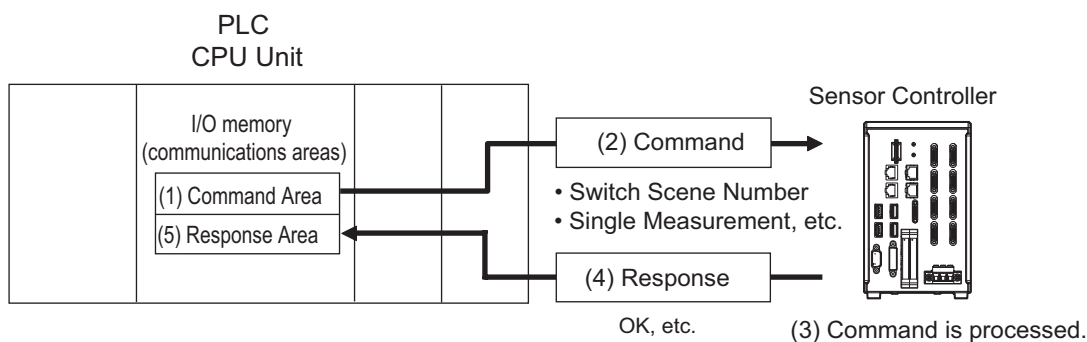 PLC
CPU Unit
Sensor Controller
I/O memory
(communications areas)
(1) Command Area
(5) Response Area
(2) Command
• Switch Scene Number
• Single Measurement, etc.
(4) Response
OK, etc.
(3) Command is processed.